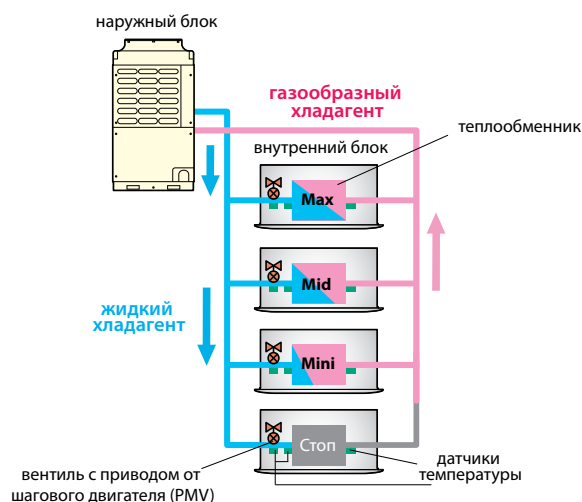 наружный блок
газообразный
хладагент
теплообменник
внутренний блок
Max
Mid
жидкий
хладагент
Mini
Стоп
вентиль с приводом от
шагового двигателя (PMV)
датчики
температуры